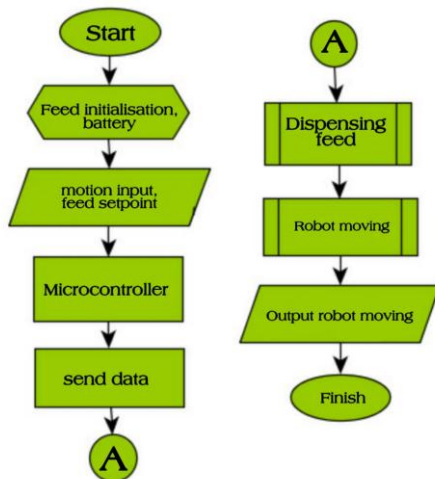 Start
Feed initialisation,
battery
motion input,
feed setpoint
Microcontroller
send data
A
A
Dispensing
feed
Robot moving
Output robot moving
Finish